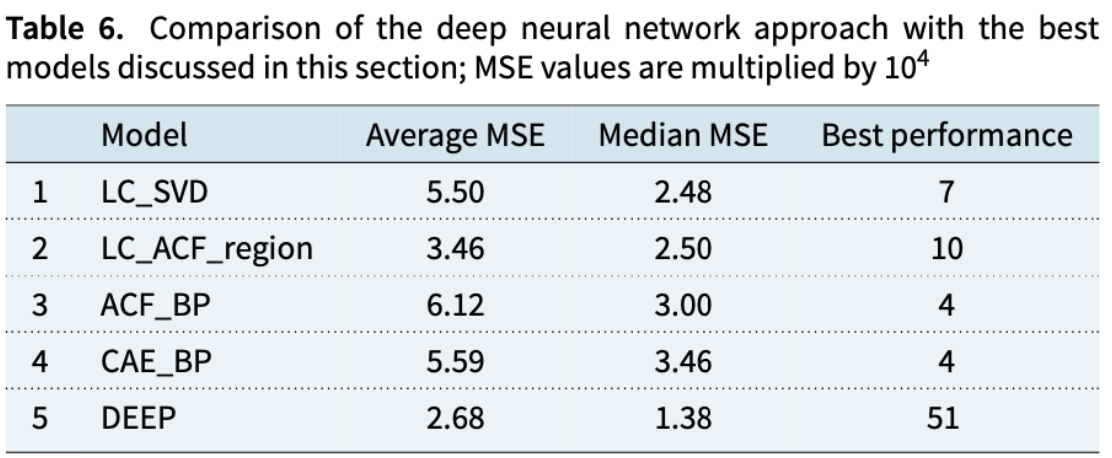 Table 6. Comparison of the deep neural network approach with the best
models discussed in this section; MSE values are multiplied by 10⁴
Model Average MSE Median MSE Best performance
1 LC_SVD 5.50 2.48 7
2 LC_ACF_region 3.46 2.50 10
3 ACF_BP 6.12 3.00 4
4 CAE_BP 5.59 3.46 4
5 DEEP 2.68 1.38 51